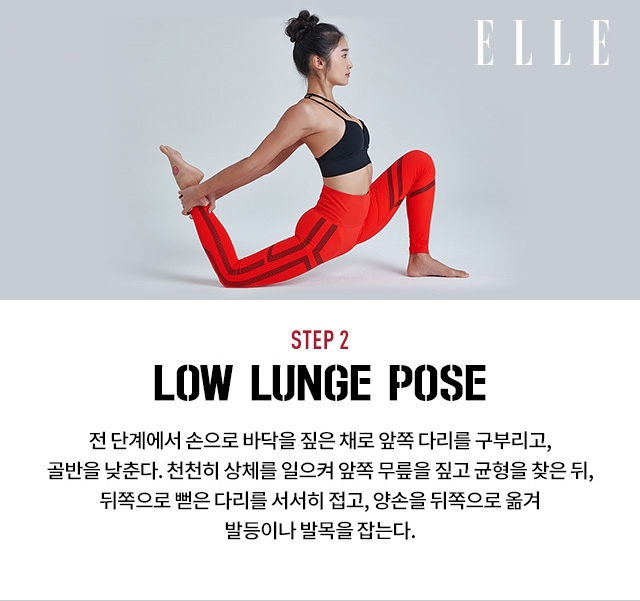 ELLE
STEP 2
LOW LUNGE POSE
전 단계에서 손으로 바닥을 짚은 채로 앞쪽 다리를 구부리고,
골반을 낮춘다. 천천히 상체를 일으켜 앞쪽 무릎을 짚고 균형을 찾은 뒤,
뒤쪽으로 뻗은 다리를 서서히 접고, 양손을 뒤쪽으로 옮겨
발등이나 발목을 잡는다.